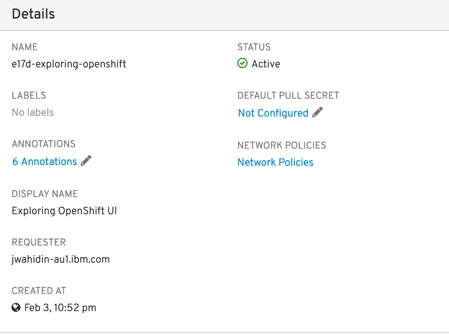 Details
NAME
e17d-exploring-openshift
STATUS
Active
LABELS
No labels
DEFAULT PULL SECRET
Not Configured
ANNOTATIONS
6 Annotations
NETWORK POLICIES
Network Policies
DISPLAY NAME
Exploring OpenShift UI
REQUESTER
jwahidin-au1.ibm.com
CREATED AT
Feb 3, 10:52 pm